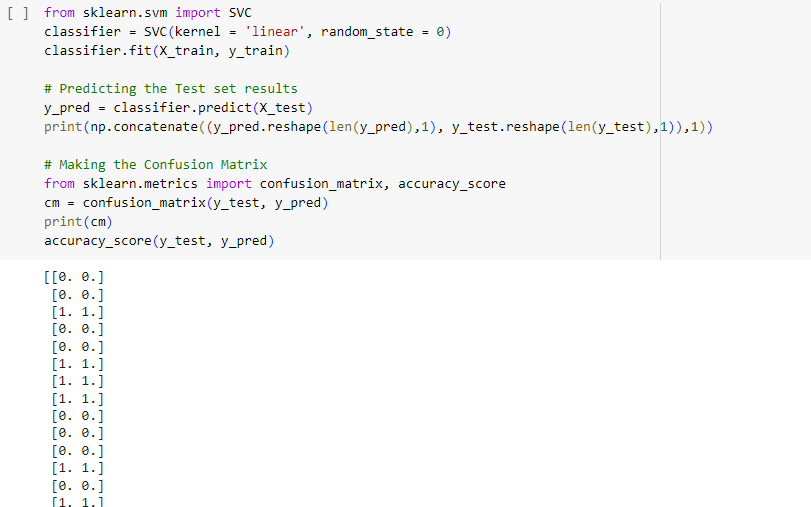 [ ] from sklearn.svm import SVC
classifier = SVC(kernel = 'linear', random_state = 0)
classifier.fit(X_train, y_train)
# Predicting the Test set results
y_pred = classifier.predict(X_test)
print(np.concatenate((y_pred.reshape(len(y_pred),1), y_test.reshape(len(y_test),1)),1))
# Making the Confusion Matrix
from sklearn.metrics import confusion_matrix, accuracy_score
cm = confusion_matrix(y_test, y_pred)
print(cm)
accuracy_score(y_test, y_pred)
[[0. 0.]
[0. 0.]
[1. 1.]
[0. 0.]
[0. 0.]
[1. 1.]
[1. 1.]
[1. 1.]
[0. 0.]
[0. 0.]
[0. 0.]
[1. 1.]
[0. 0.]
[1. 1.]